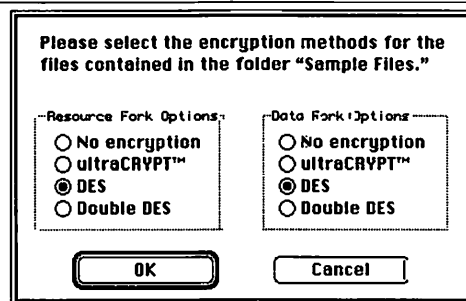 Please select the encryption methods for the
files contained in the folder “Sample Files.”
Resource Fork Options
No encryption
ultraCRYPT™
DES
Double DES
Data Fork Options
No encryption
ultraCRYPT™
DES
Double DES
OK
Cancel